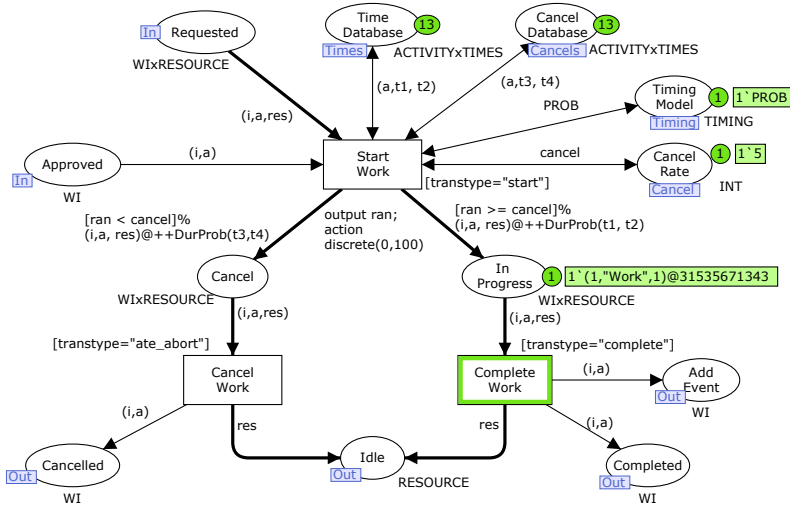 In
Requested
WIxRESOURCE
Time
Database
13
Times
ACTIVITYxTIMES
Cancel
Database
13
Cancels
ACTIVITYxTIMES
(i,a,res)
(a,t1, t2)
(a,t3, t4)
PROB
Timing
Model
1
1`PROB
Timing
TIMING
Approved
In
WI
(i,a)
Start
Work
cancel
Cancel
Rate
1
1`5
Cancel
INT
[transtype="start"]
[ran < cancel]%
(i,a, res)@++DurProb(t3,t4)
output ran;
action
discrete(0,100)
[ran >= cancel]%
(i,a, res)@++DurProb(t1, t2)
Cancel
WIxRESOURCE
In
Progress
1
1`(1,"Work",1)@31535671343
WIxRESOURCE
(i,a,res)
(i,a,res)
[transtype="ate_abort"]
[transtype="complete"]
Cancel
Work
Complete
Work
(i,a)
Add
Event
Out
WI
(i,a)
res
res
(i,a)
Cancelled
Out
WI
Idle
Out
RESOURCE
Completed
Out
WI